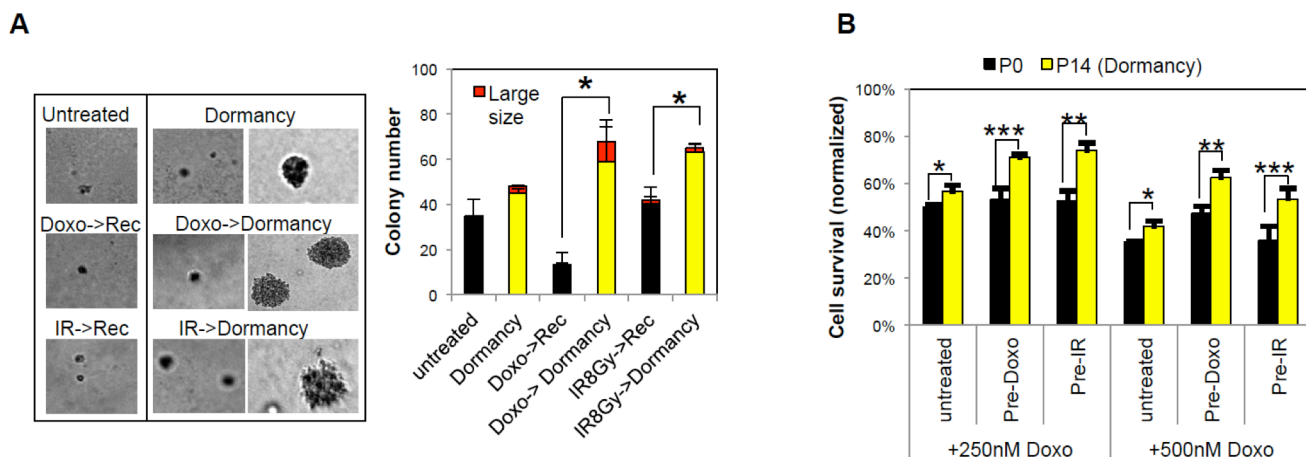 A
B
Untreated
Dormancy
Doxo->Rec
Doxo->Dormancy
IR->Rec
IR->Dormancy
Colony number
100
80
60
40
20
0
Large
size
*
*
untreated
Dormancy
Doxo->Rec
Doxo-> Dormancy
IR8Gy->Rec
IR8Gy->Dormancy
P0 P14 (Dormancy)
Cell survival (normalized)
100%
80%
60%
40%
20%
0%
*
***
**
*
**
***
untreated
Pre-Doxo
Pre-IR
untreated
Pre-Doxo
Pre-IR
+250nM Doxo
+500nM Doxo